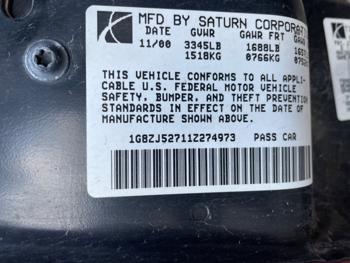 MFD BY SATURN CORPORAT
DATE GVWR GAWR FRT GAW
11/00 3345LB 1688LB
1518KG 0766KG
THIS VEHICLE CONFORMS TO ALL APPLI-
CABLE U.S. FEDERAL MOTOR VEHICLE
SAFETY, BUMPER, AND THEFT PREVENTION
STANDARDS IN EFFECT ON THE DATE OF
MANUFACTURE SHOWN ABOVE.
1G8ZJ52711Z274973 PASS CAR